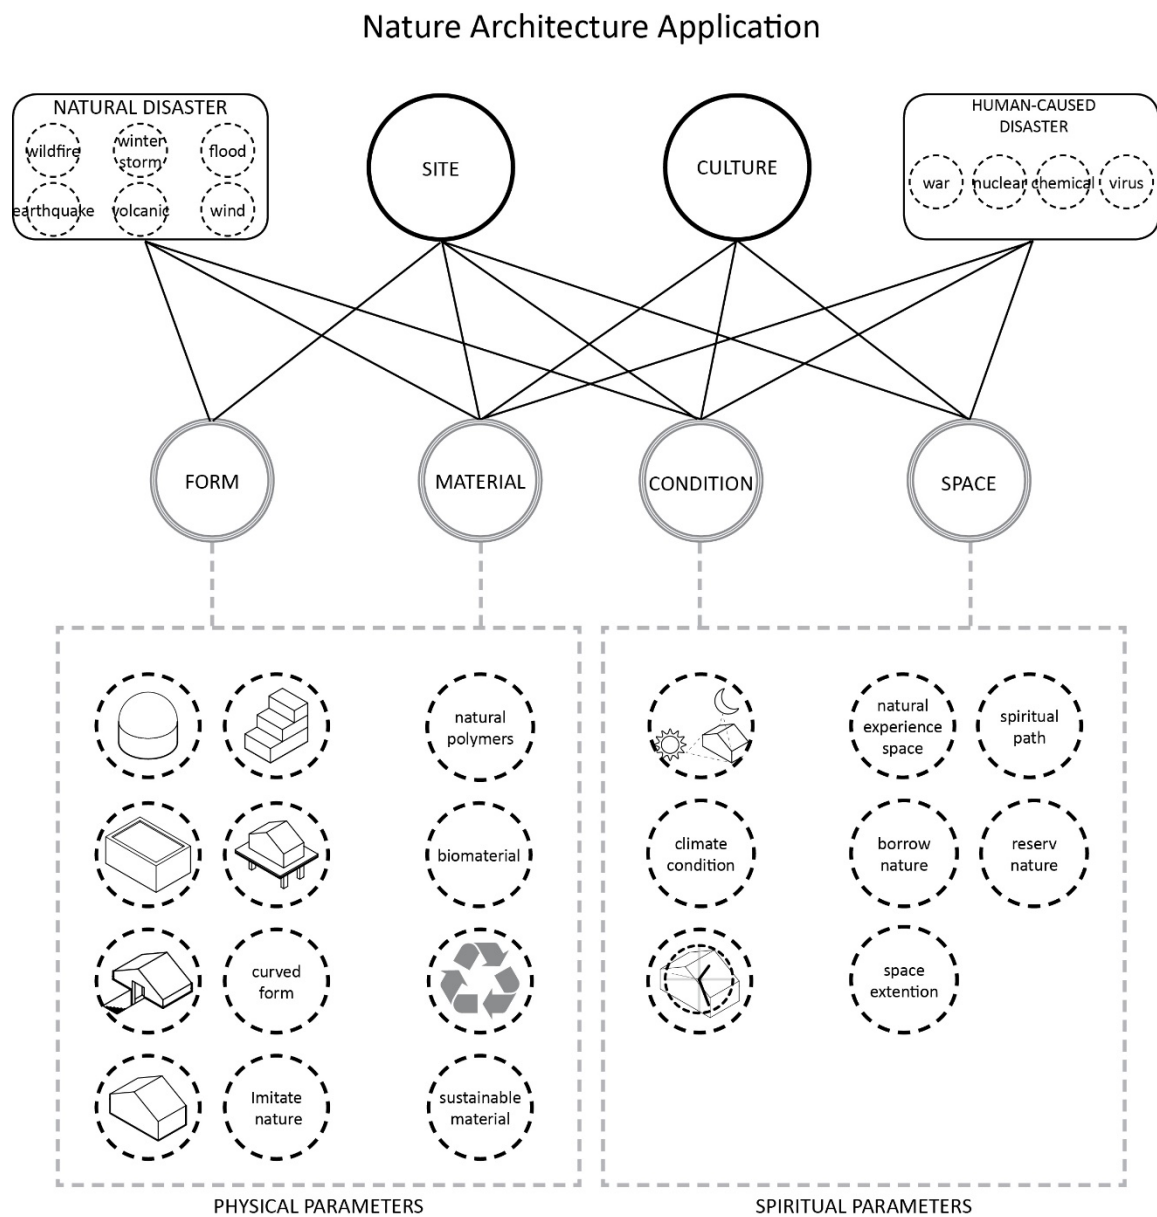 Nature Architecture Application
NATURAL DISASTER
wildfire
winter
storm
flood
earthquake
volcanic
wind
SITE
CULTURE
HUMAN-CAUSED
DISASTER
war
nuclear
chemical
virus
FORM
MATERIAL
CONDITION
SPACE
natural
polymers
biomaterial
curved
form
Imitate
nature
sustainable
material
climate
condition
natural
experience
space
spiritual
path
borrow
nature
reserv
nature
space
extention
PHYSICAL PARAMETERS
SPIRITUAL PARAMETERS